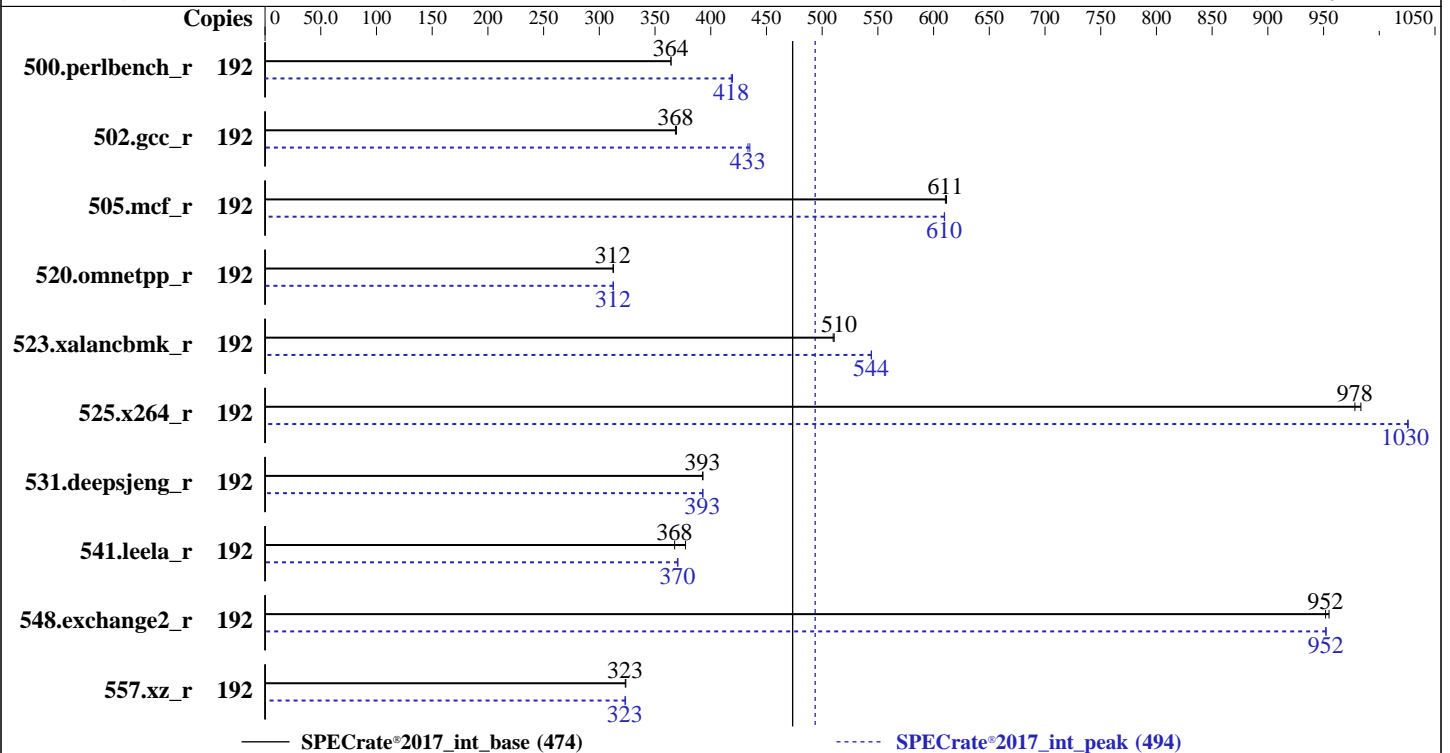 Copies 0 50.0 100 150 200 250 300 350 400 450 500 550 600 650 700 750 800 850 900 950 1050
364
500.perlbench_r 192
418
368
502.gcc_r 192
433
611
505.mcf_r 192
610
312
520.omnetpp_r 192
312
510
523.xalancbmk_r 192
544
978
525.x264_r 192
1030
393
531.deepsjeng_r 192
393
368
541.leela_r 192
370
952
548.exchange2_r 192
952
323
557.xz_r 192
323
SPECrate®2017_int_base (474) SPECrate®2017_int_peak (494)